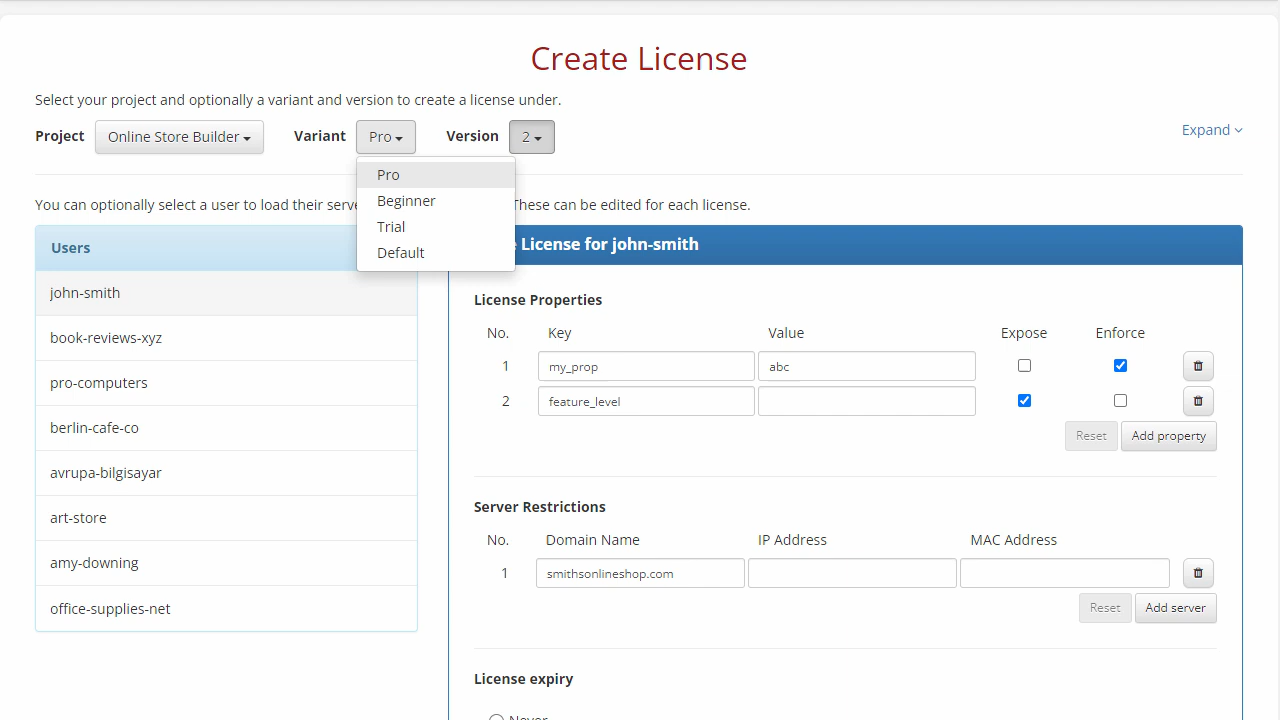 Create License
Select your project and optionally a variant and version to create a license under.
Project Online Store Builder Variant Pro Version 2 Expand
Pro
Beginner
Trial
Default
You can optionally select a user to load their serve These can be edited for each license.
Users
john-smith
book-reviews-xyz
pro-computers
berlin-cafe-co
avrupa-bilgisayar
art-store
amy-downing
office-supplies-net
e License for john-smith
License Properties
No. Key Value Expose Enforce
1 my_prop abc
2 feature_level
Reset Add property
Server Restrictions
No. Domain Name IP Address MAC Address
1 smithsonlineshop.com
Reset Add server
License expiry
Never